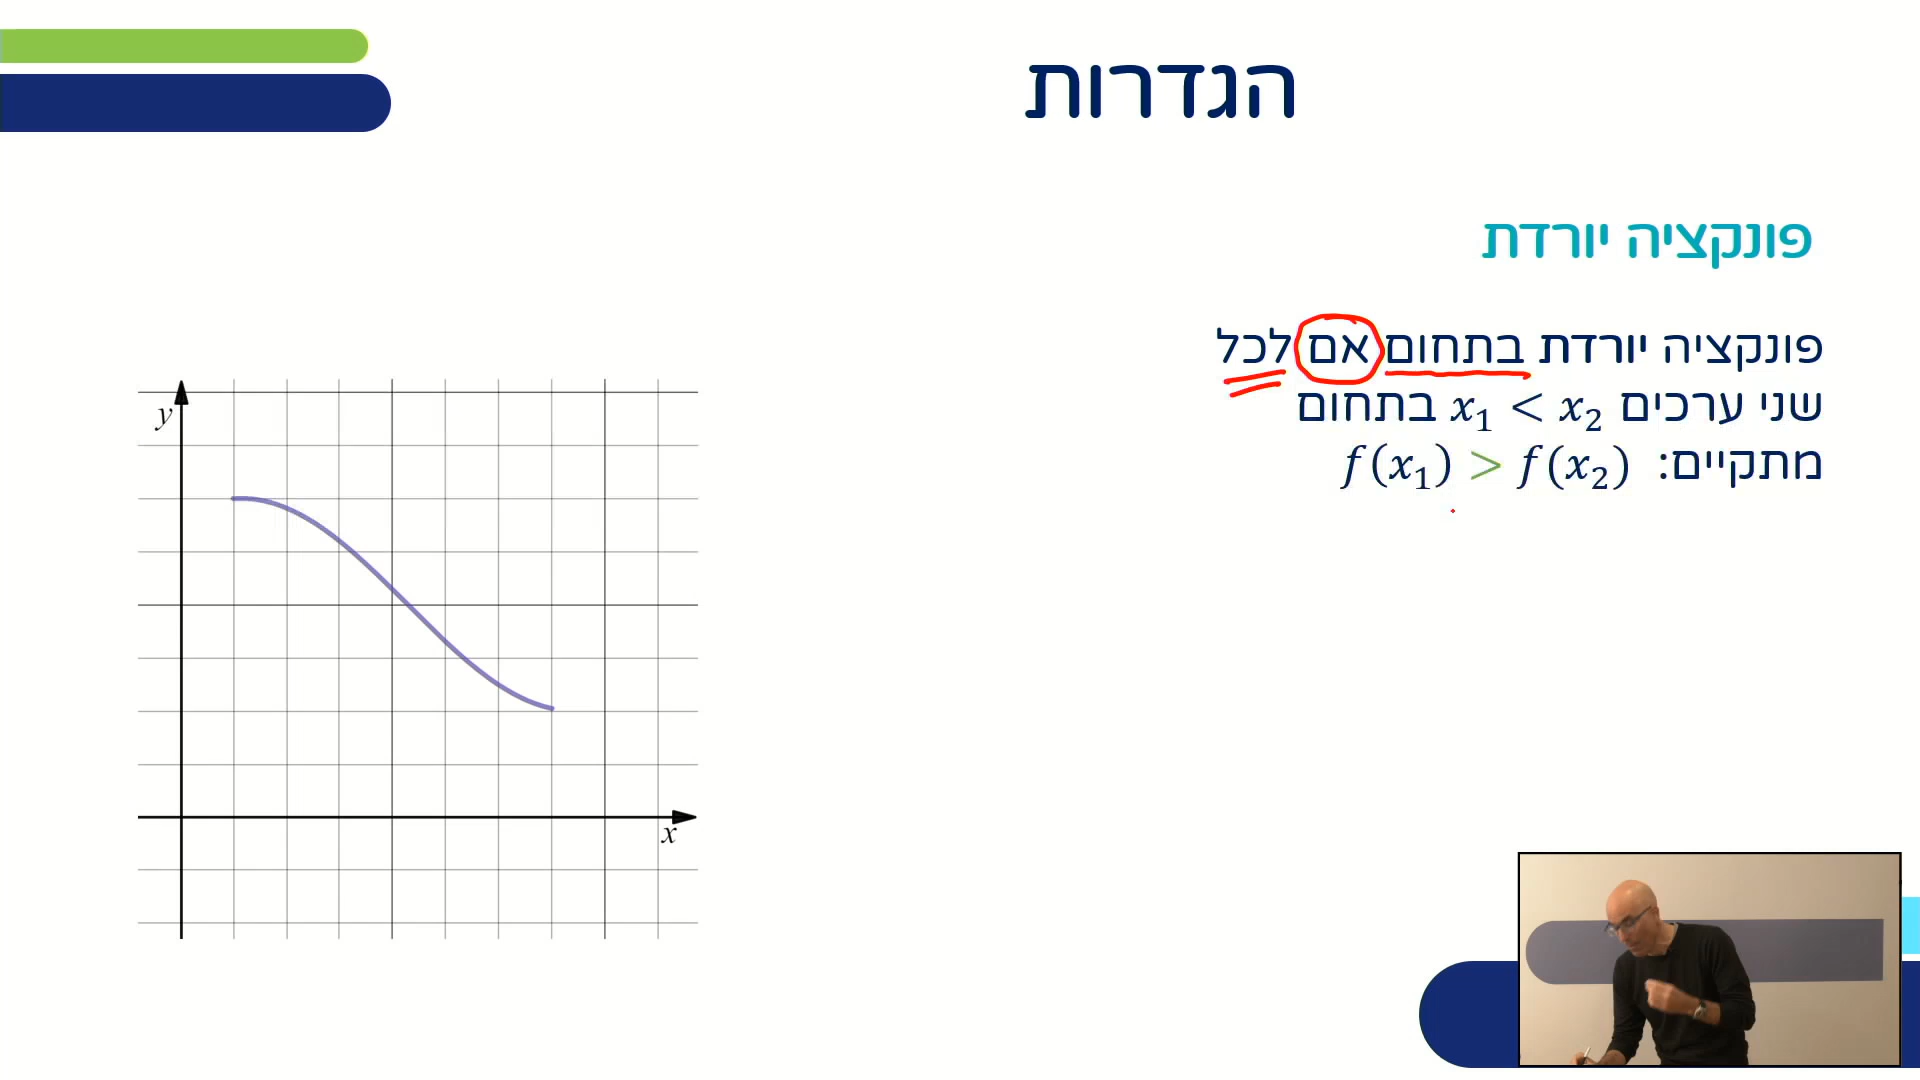 הגדרות
פונקציה יורדת
פונקציה יורדת בתחום אם לכל
שני ערכים x₁ < x₂ בתחום
מתקיים: f(x₁) > f(x₂)
y
x